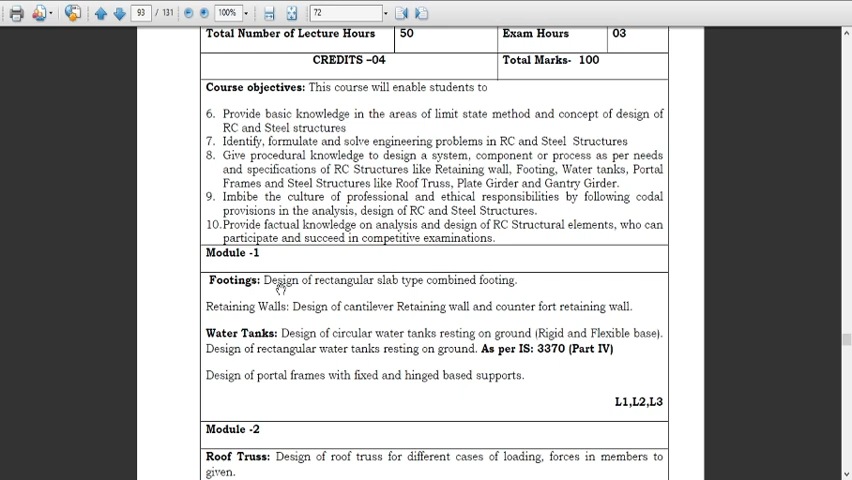 93 / 131 100% 72
Total Number of Lecture Hours 50 Exam Hours 03
CREDITS –04 Total Marks- 100
Course objectives: This course will enable students to
6. Provide basic knowledge in the areas of limit state method and concept of design of
RC and Steel structures
7. Identify, formulate and solve engineering problems in RC and Steel Structures
8. Give procedural knowledge to design a system, component or process as per needs
and specifications of RC Structures like Retaining wall, Footing, Water tanks, Portal
Frames and Steel Structures like Roof Truss, Plate Girder and Gantry Girder.
9. Imbibe the culture of professional and ethical responsibilities by following codal
provisions in the analysis, design of RC and Steel Structures.
10. Provide factual knowledge on analysis and design of RC Structural elements, who can
participate and succeed in competitive examinations.
Module -1
Footings: Design of rectangular slab type combined footing.
Retaining Walls: Design of cantilever Retaining wall and counter fort retaining wall.
Water Tanks: Design of circular water tanks resting on ground (Rigid and Flexible base).
Design of rectangular water tanks resting on ground. As per IS: 3370 (Part IV)
Design of portal frames with fixed and hinged based supports.
L1,L2,L3
Module -2
Roof Truss: Design of roof truss for different cases of loading, forces in members to
given.